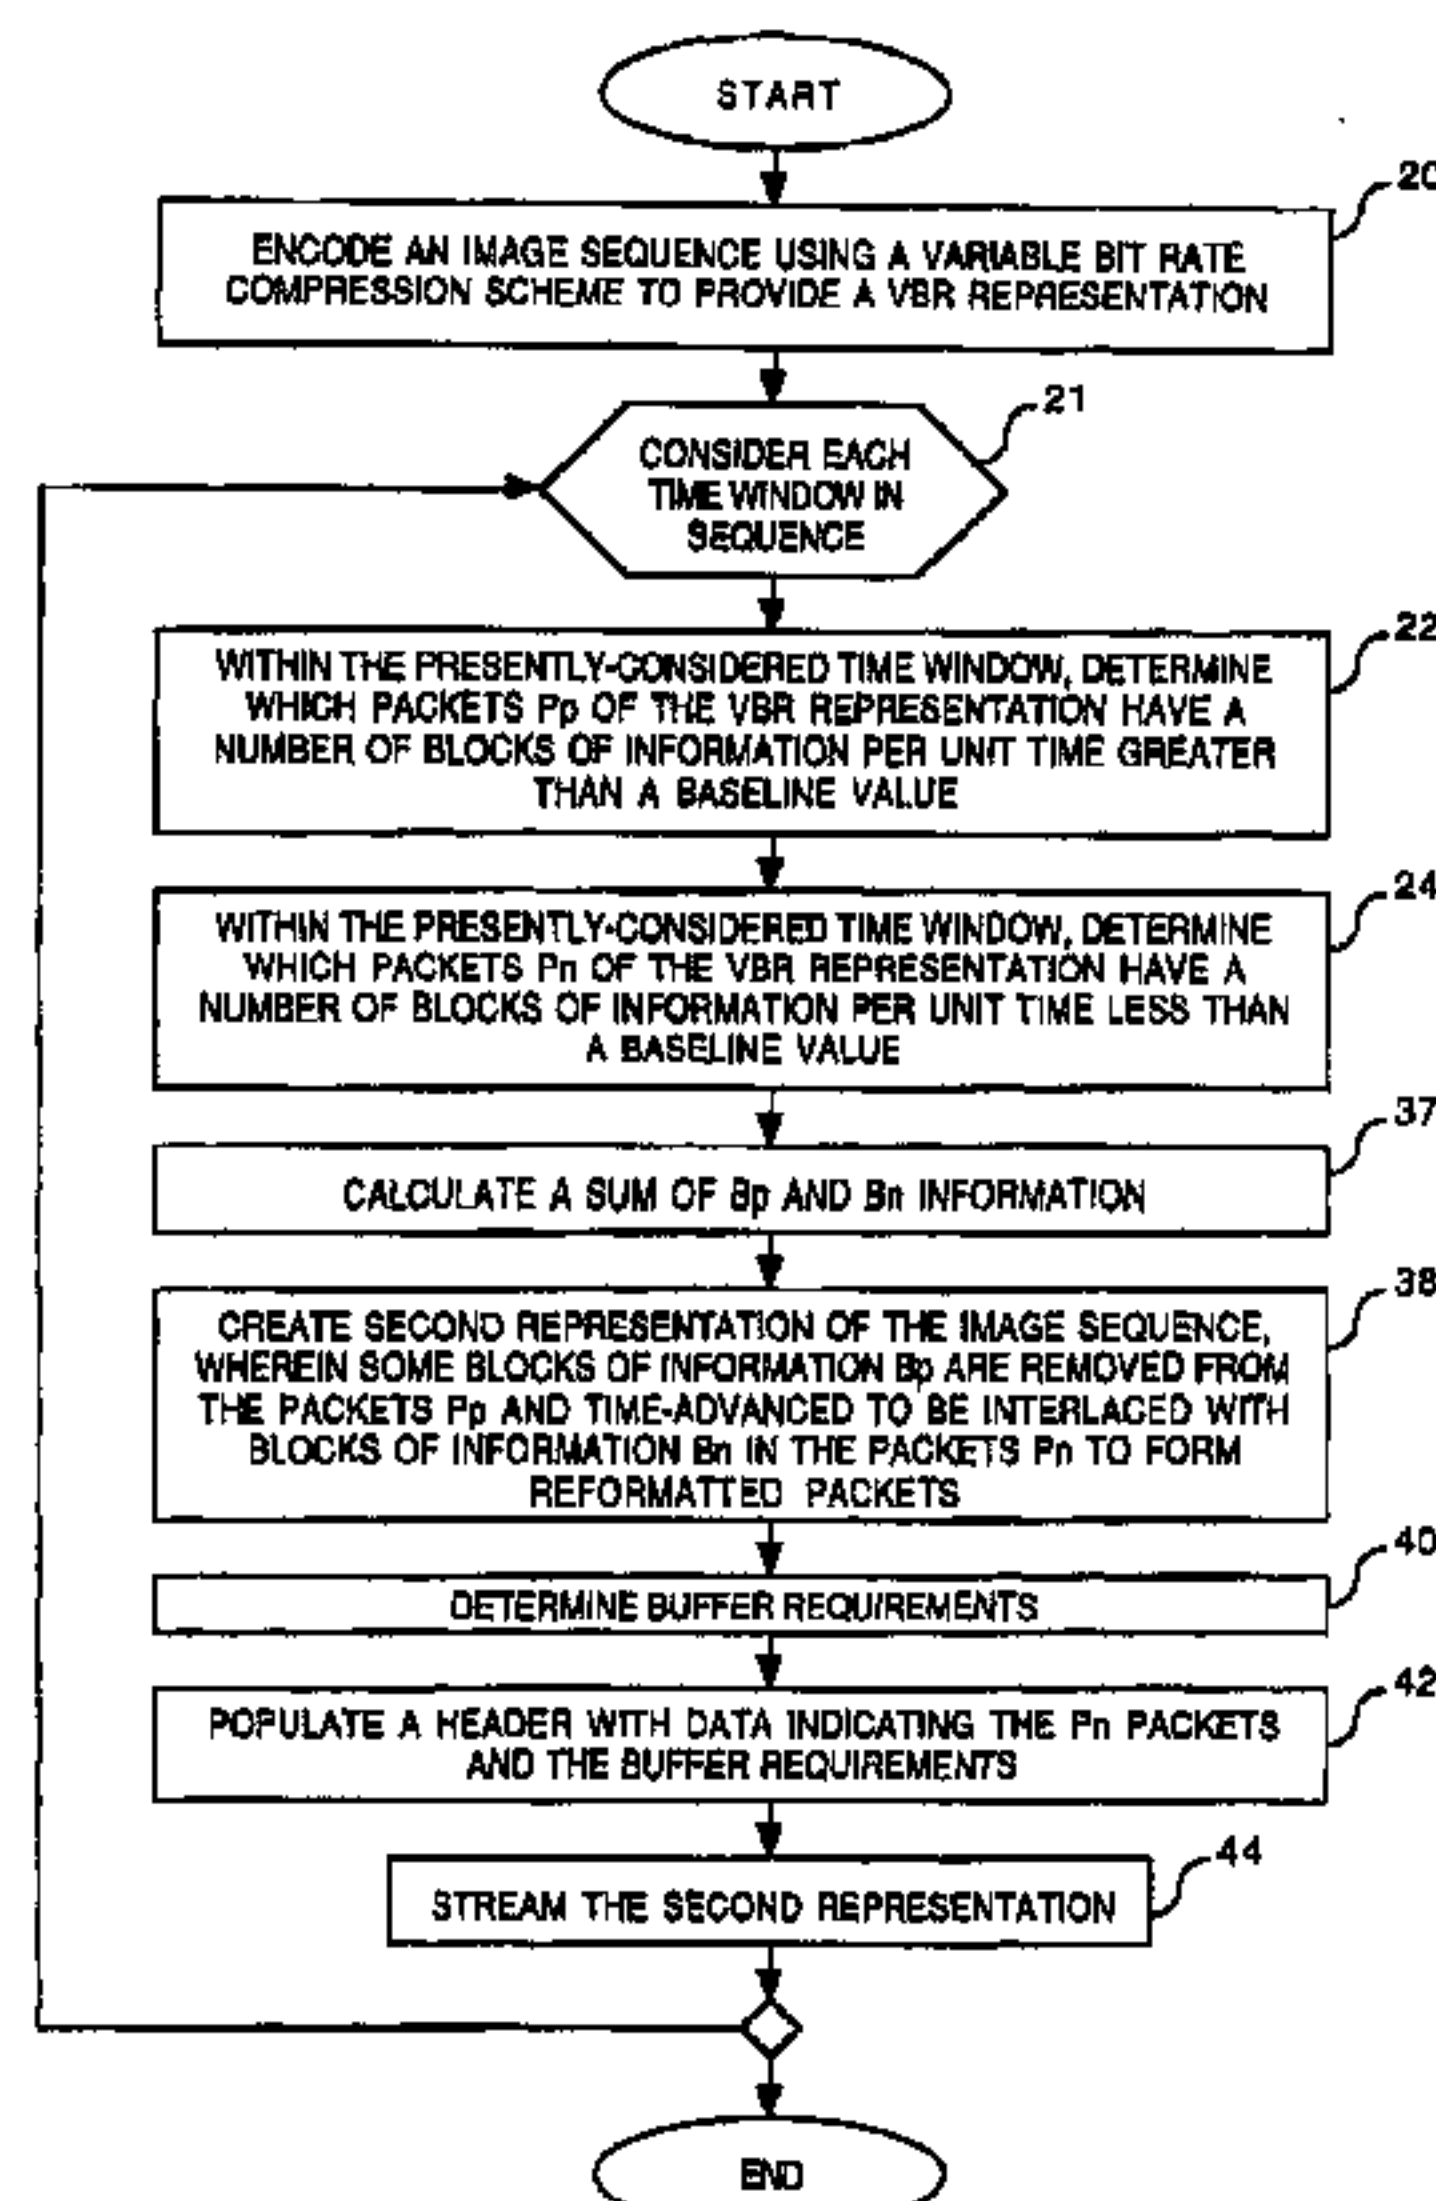 START
20
ENCODE AN IMAGE SEQUENCE USING A VARIABLE BIT RATE
COMPRESSION SCHEME TO PROVIDE A VBR REPRESENTATION
21
CONSIDER EACH
TIME WINDOW IN
SEQUENCE
22
WITHIN THE PRESENTLY-CONSIDERED TIME WINDOW, DETERMINE
WHICH PACKETS Pp OF THE VBR REPRESENTATION HAVE A
NUMBER OF BLOCKS OF INFORMATION PER UNIT TIME GREATER
THAN A BASELINE VALUE
24
WITHIN THE PRESENTLY-CONSIDERED TIME WINDOW, DETERMINE
WHICH PACKETS Pn OF THE VBR REPRESENTATION HAVE A
NUMBER OF BLOCKS OF INFORMATION PER UNIT TIME LESS THAN
A BASELINE VALUE
37
CALCULATE A SUM OF Bp AND Bn INFORMATION
38
CREATE SECOND REPRESENTATION OF THE IMAGE SEQUENCE,
WHEREIN SOME BLOCKS OF INFORMATION Bp ARE REMOVED FROM
THE PACKETS Pp AND TIME-ADVANCED TO BE INTERLACED WITH
BLOCKS OF INFORMATION Bn IN THE PACKETS Pn TO FORM
REFORMATTED PACKETS
40
DETERMINE BUFFER REQUIREMENTS
42
POPULATE A HEADER WITH DATA INDICATING THE Pn PACKETS
AND THE BUFFER REQUIREMENTS
44
STREAM THE SECOND REPRESENTATION
END